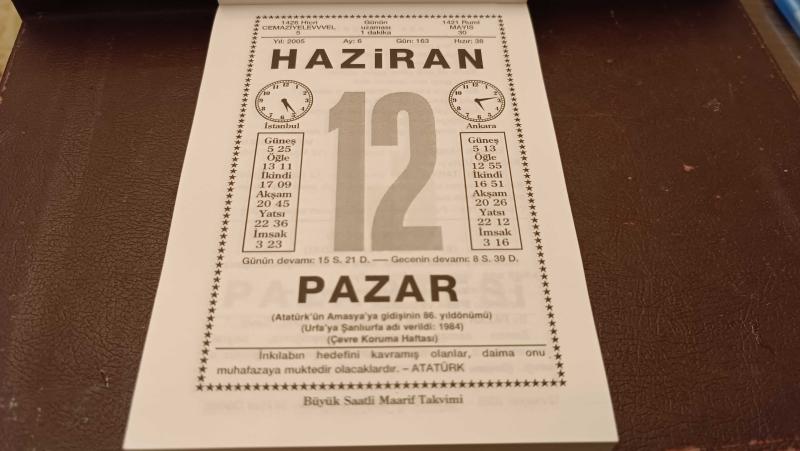 1426 Hicri Günün 1421 Rumi
CEMAZİYELEVVVEL uzaması MAYIS
5 1 dakika 30
Yıl: 2005 Ay: 6 Gün: 163 Hızır: 38
HAZiRAN
12
İstanbul
Güneş
5 25
Öğle
13 11
İkindi
17 09
Akşam
20 45
Yatsı
22 36
İmsak
3 23
Ankara
Güneş
5 13
Öğle
12 55
İkindi
16 51
Akşam
20 26
Yatsı
22 12
İmsak
3 16
Günün devamı: 15 S. 21 D. — Gecenin devamı: 8 S. 39 D.
PAZAR
(Atatürk'ün Amasya'ya gidişinin 86. yıldönümü)
(Urfa'ya Şanlıurfa adı verildi: 1984)
(Çevre Koruma Haftası)
İnkılabın hedefini kavramış olanlar, daima onu
muhafazaya muktedir olacaklardır. – ATATÜRK
Büyük Saatli Maarif Takvimi